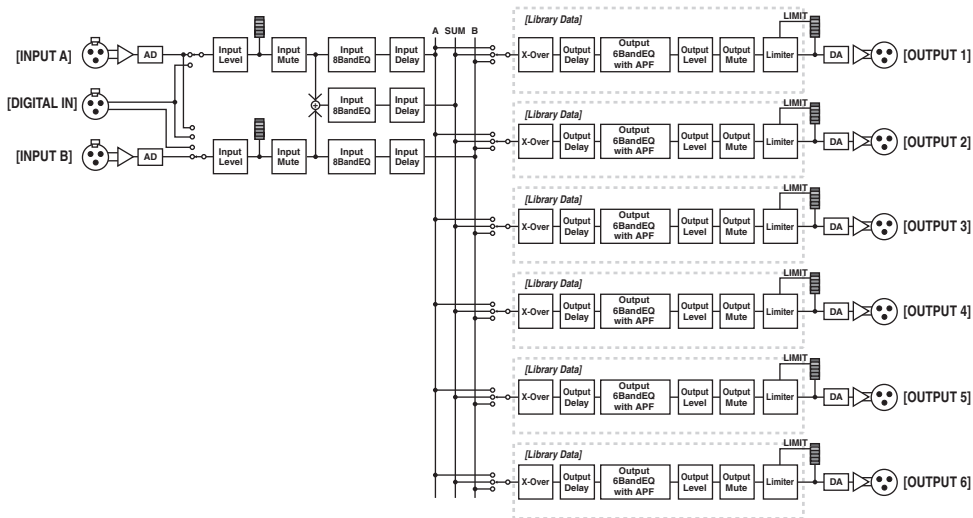 A SUM B
[INPUT A]
AD
Input Level
Input Mute
Input 8BandEQ
Input Delay
[DIGITAL IN]
Input 8BandEQ
Input Delay
[INPUT B]
AD
Input Level
Input Mute
Input 8BandEQ
Input Delay
[Library Data]
LIMIT
X-Over
Output Delay
Output 6BandEQ with APF
Output Level
Output Mute
Limiter
DA
[OUTPUT 1]
[Library Data]
LIMIT
X-Over
Output Delay
Output 6BandEQ with APF
Output Level
Output Mute
Limiter
DA
[OUTPUT 2]
[Library Data]
LIMIT
X-Over
Output Delay
Output 6BandEQ with APF
Output Level
Output Mute
Limiter
DA
[OUTPUT 3]
[Library Data]
LIMIT
X-Over
Output Delay
Output 6BandEQ with APF
Output Level
Output Mute
Limiter
DA
[OUTPUT 4]
[Library Data]
LIMIT
X-Over
Output Delay
Output 6BandEQ with APF
Output Level
Output Mute
Limiter
DA
[OUTPUT 5]
[Library Data]
LIMIT
X-Over
Output Delay
Output 6BandEQ with APF
Output Level
Output Mute
Limiter
DA
[OUTPUT 6]